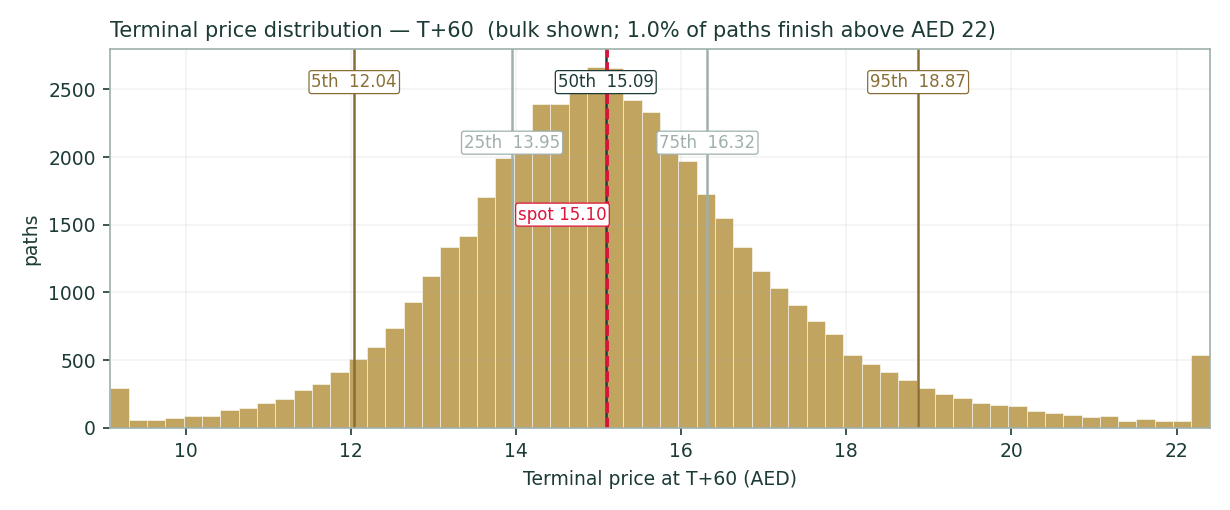 Terminal price distribution — T+60  (bulk shown; 1.0% of paths finish above AED 22)
5th  12.04
50th  15.09
95th  18.87
25th  13.95
75th  16.32
spot 15.10
paths
2500
2000
1500
1000
500
0
10
12
14
16
18
20
22
Terminal price at T+60 (AED)